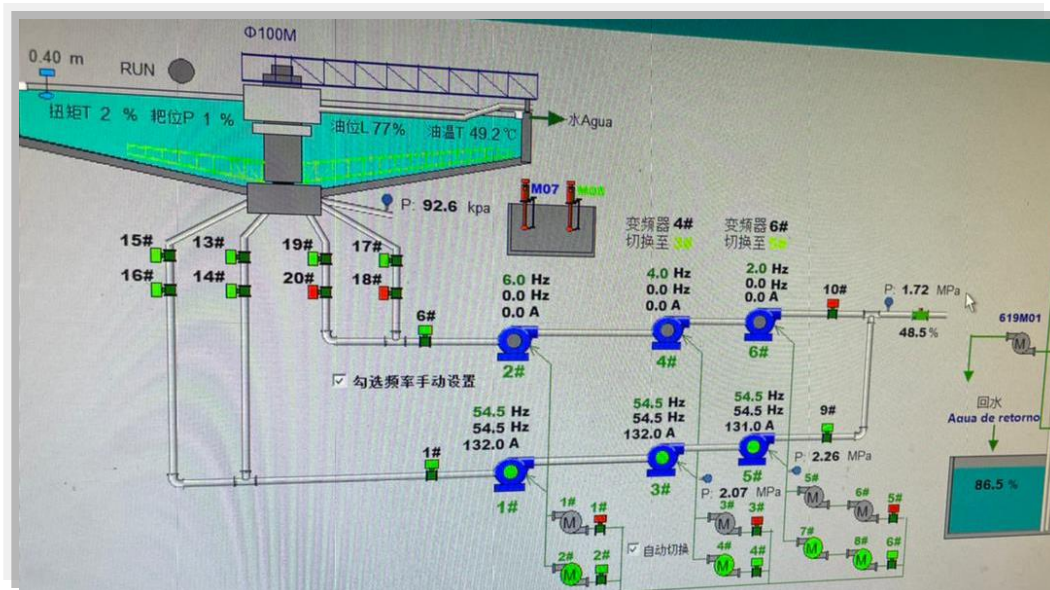 Φ100M
0.40 m
RUN
扭矩T 2 % 耙位P 1 %
油位L 77% 油温T 49.2℃
水Agua
P: 92.6 kpa
M07 M08
变频器4# 变频器6#
切换至3# 切换至5#
15# 13# 19# 17#
16# 14# 20# 18#
6.0 Hz
0.0 Hz
0.0 A
4.0 Hz
0.0 Hz
0.0 A
2.0 Hz
0.0 Hz
0.0 A
10#
P: 1.72 MPa
48.5 %
619M01
M
6#
2#
4#
6#
勾选频率手动设置
回水
Agua de retorno
86.5 %
54.5 Hz
54.5 Hz
132.0 A
54.5 Hz
54.5 Hz
132.0 A
54.5 Hz
54.5 Hz
131.0 A
9#
1#
1#
3#
5#
P: 2.26 MPa
P: 2.07 MPa
1# 1#
M
2# 2#
M
自动切换
3# 3#
M
4# 4#
M
5#
M
6# 5#
M
7#
M
8# 6#
M